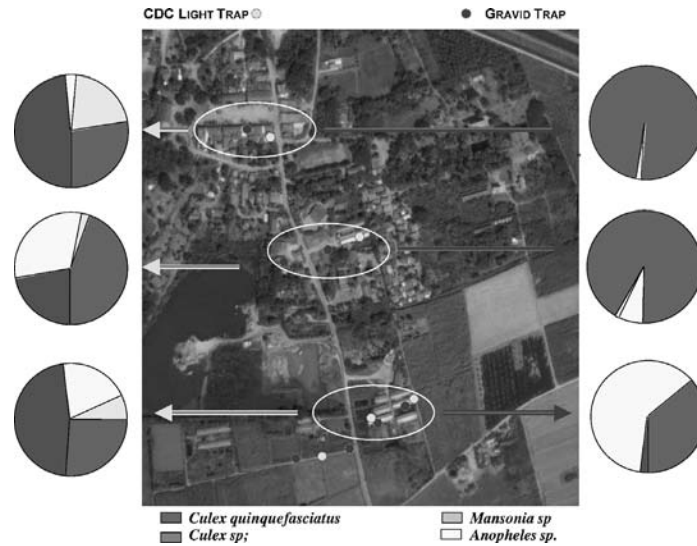 CDC LIGHT TRAP
GRAVID TRAP
Culex quinquefasciatus
Culex sp;
Mansonia sp
Anopheles sp.